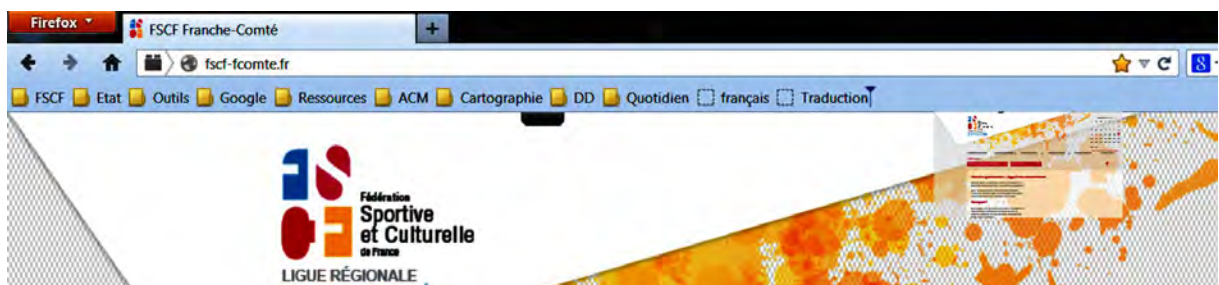 Firefox
FSCF Franche-Comté
fscf-fcomte.fr
FSCF Etat Outils Google Ressources ACM Cartographie DD Quotidien français Traduction
FSCF
Fédération
Sportive
et Culturelle
de France
LIGUE RÉGIONALE